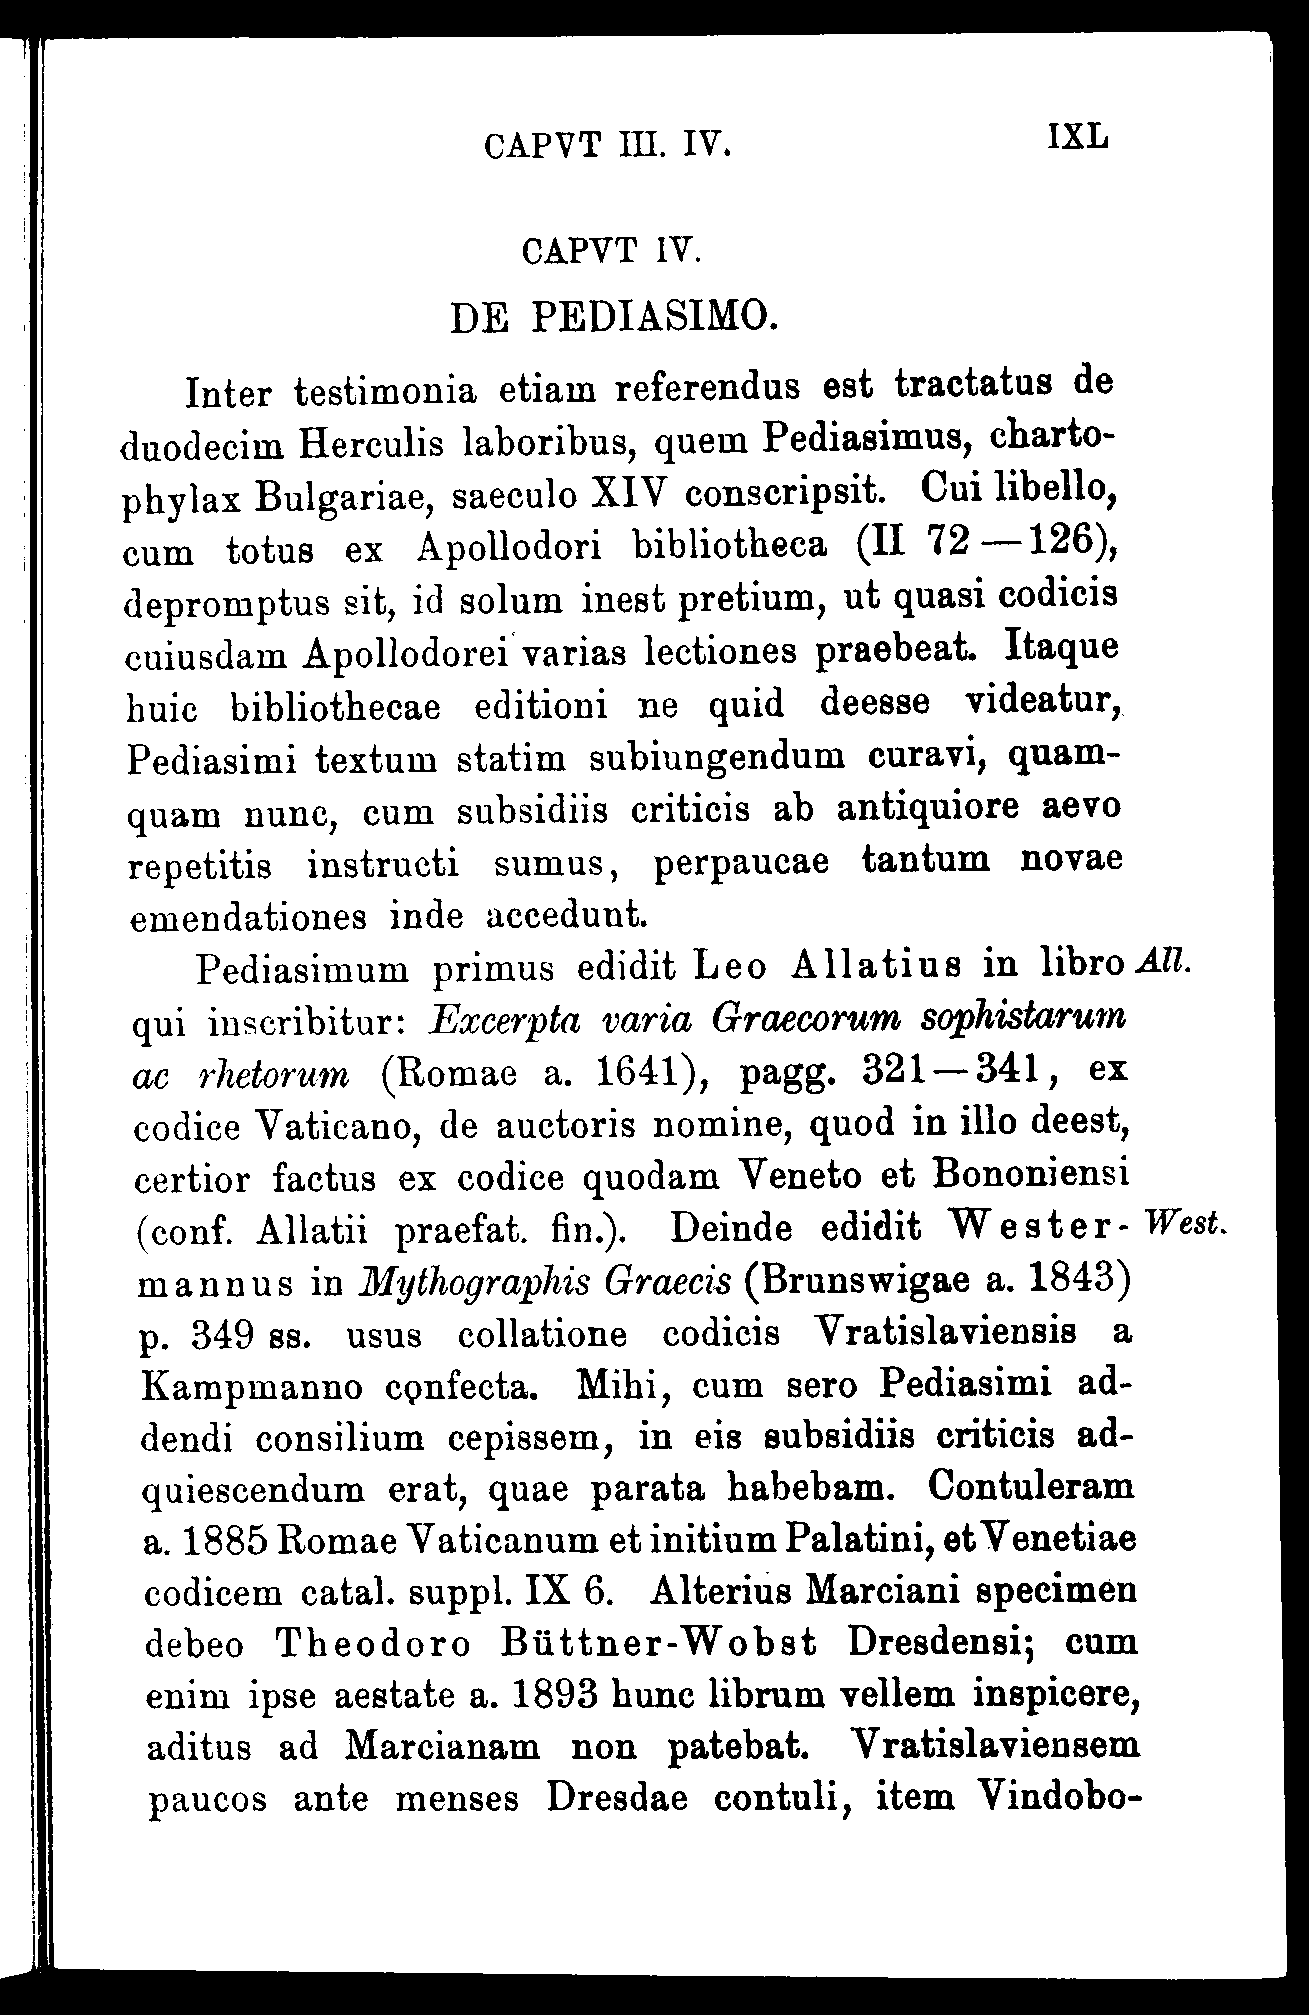 CAPVT III. IV. IXL
CAPVT IV.
DE PEDIASIMO.
Inter testimonia etiam referendus est tractatus de
duodecim Herculis laboribus, quem Pediasimus, charto-
phylax Bulgariae, saeculo XIV conscripsit. Cui libello,
cum totus ex Apollodori bibliotheca (II 72—126),
depromptus sit, id solum inest pretium, ut quasi codicis
cuiusdam Apollodorei varias lectiones praebeat. Itaque
huic bibliothecae editioni ne quid deesse videatur,
Pediasimi textum statim subiungendum curavi, quam-
quam nunc, cum subsidiis criticis ab antiquiore aevo
repetitis instructi sumus, perpaucae tantum novae
emendationes inde accedunt.
Pediasimum primus edidit Leo Allatius in libro All.
qui inscribitur: Excerpta varia Graecorum sophistarum
ac rhetorum (Romae a. 1641), pagg. 321—341, ex
codice Vaticano, de auctoris nomine, quod in illo deest,
certior factus ex codice quodam Veneto et Bononiensi
(conf. Allatii praefat. fin.). Deinde edidit Wester- West.
mannus in Mythographis Graecis (Brunswigae a. 1843)
p. 349 ss. usus collatione codicis Vratislaviensis a
Kampmanno confecta. Mihi, cum sero Pediasimi ad-
dendi consilium cepissem, in eis subsidiis criticis ad-
quiescendum erat, quae parata habebam. Contuleram
a. 1885 Romae Vaticanum et initium Palatini, et Venetiae
codicem catal. suppl. IX 6. Alterius Marciani specimen
debeo Theodoro Büttner-Wobst Dresdensi; cum
enim ipse aestate a. 1893 hunc librum vellem inspicere,
aditus ad Marcianam non patebat. Vratislaviensem
paucos ante menses Dresdae contuli, item Vindobo-